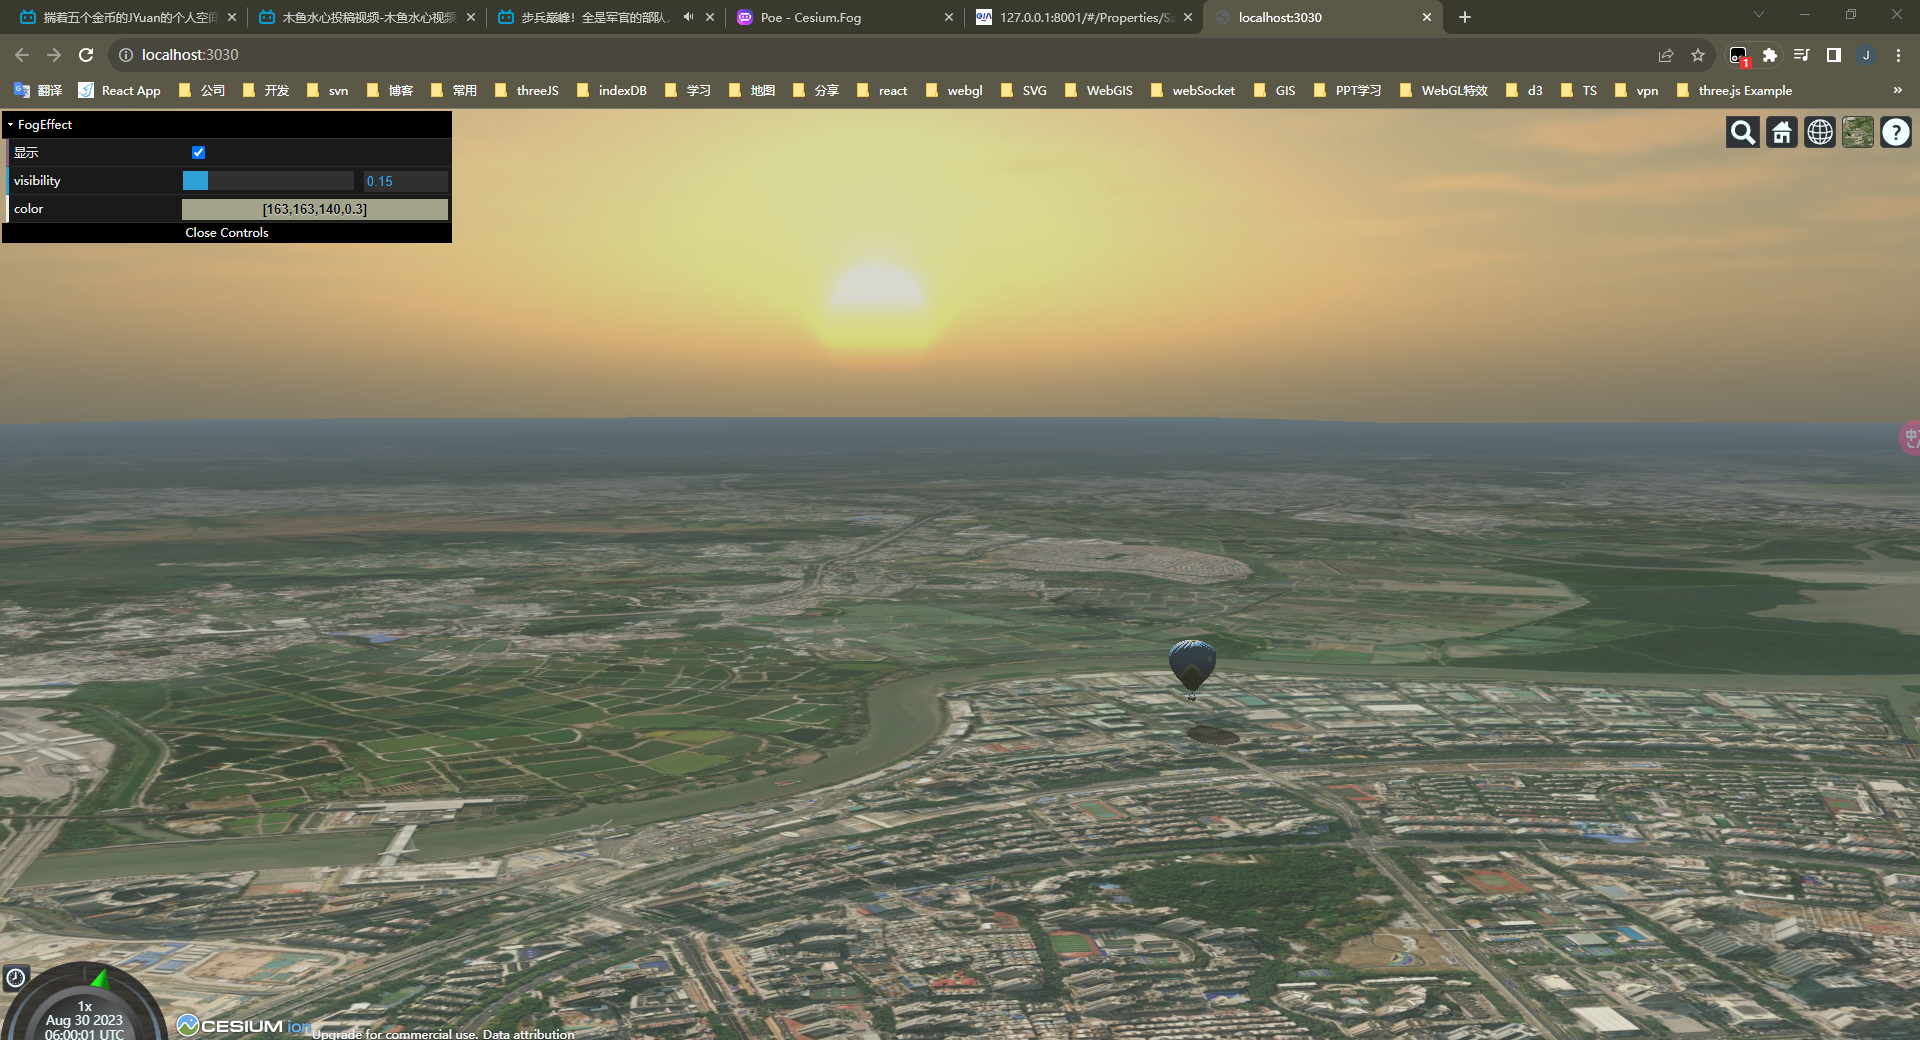 揣着五个金币的JYuan的个人空间
木鱼水心投稿视频-木鱼水心视频
步兵巅峰！全是军官的部队
Poe - Cesium.Fog
127.0.0.1:8001/#/Properties/S
localhost:3030
localhost:3030
1
J
翻译
React App
公司
开发
svn
博客
常用
threeJS
indexDB
学习
地图
分享
react
webgl
SVG
WebGIS
webSocket
GIS
PPT学习
WebGL特效
d3
TS
vpn
three.js Example
»
FogEffect
显示
visibility
0.15
color
[163,163,140,0.3]
Close Controls
?
中
1x
Aug 30 2023
06:00:01 UTC
CESIUM ion
Upgrade for commercial use. Data attribution